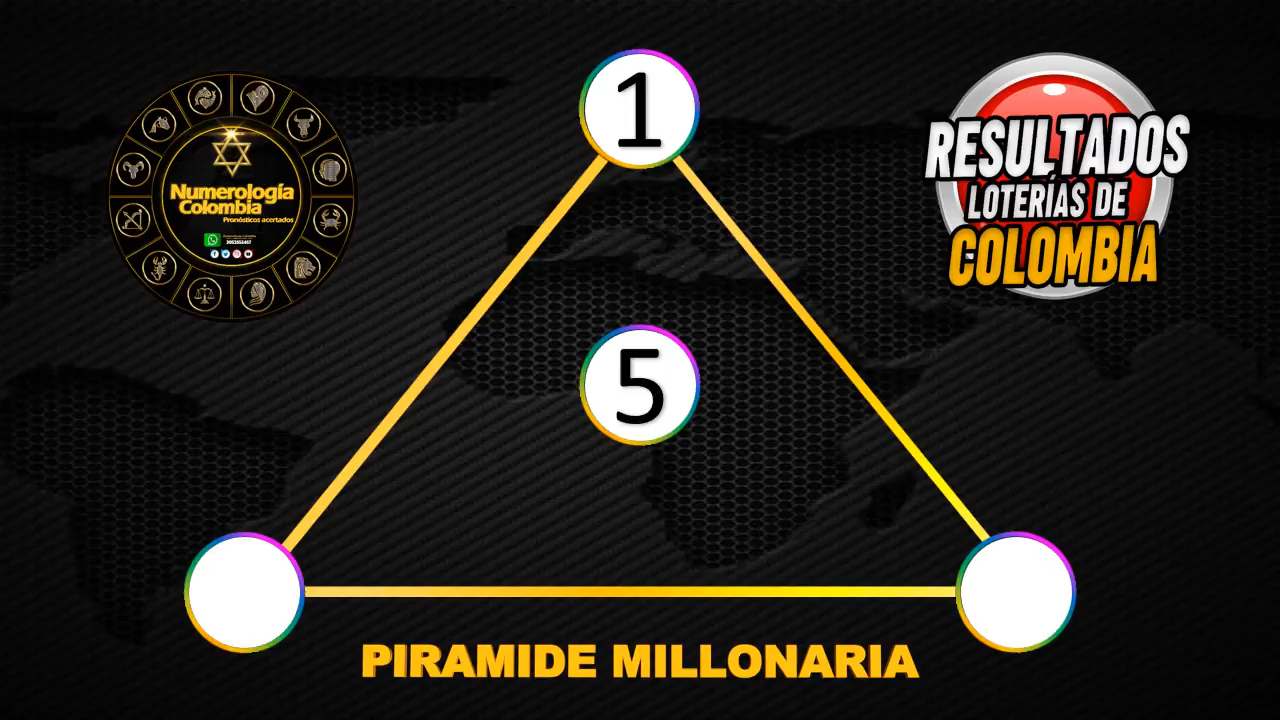 1
Numerología
Colombia
Pronósticos acertados
RESULTADOS
LOTERÍAS DE
COLOMBIA
5
PIRAMIDE MILLONARIA